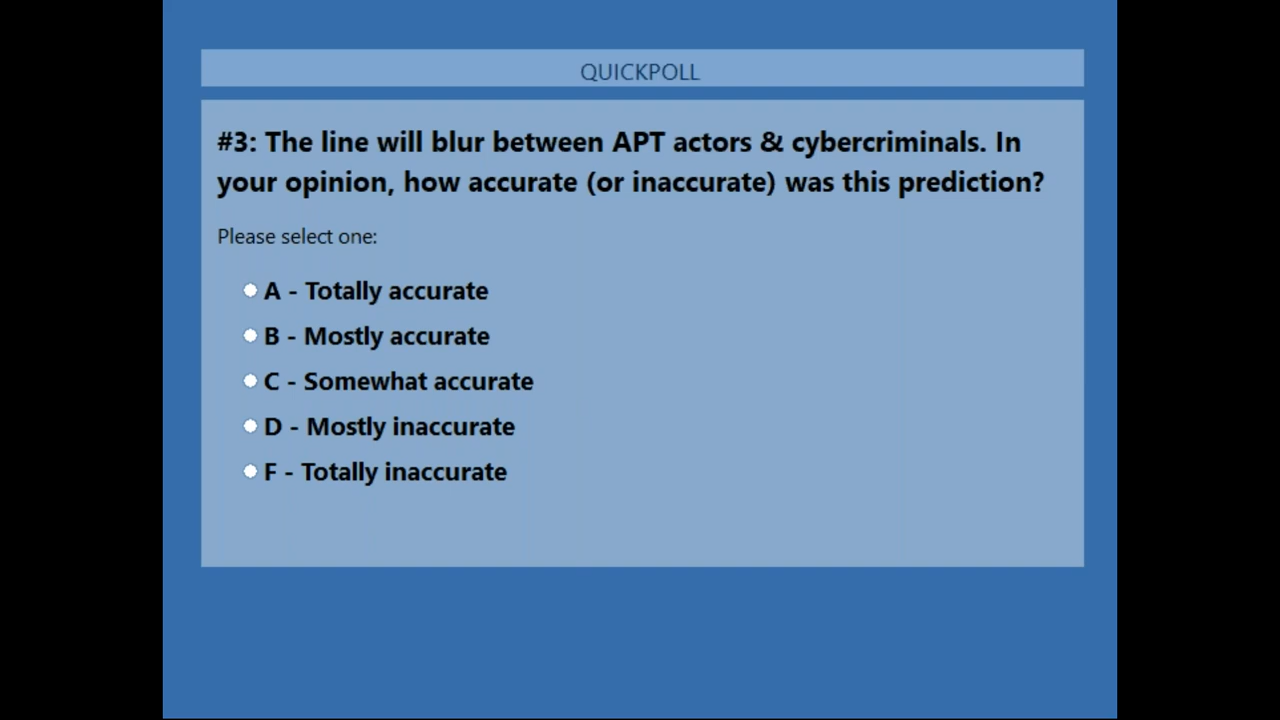 QUICKPOLL
#3: The line will blur between APT actors & cybercriminals. In
your opinion, how accurate (or inaccurate) was this prediction?
Please select one:
A - Totally accurate
B - Mostly accurate
C - Somewhat accurate
D - Mostly inaccurate
F - Totally inaccurate